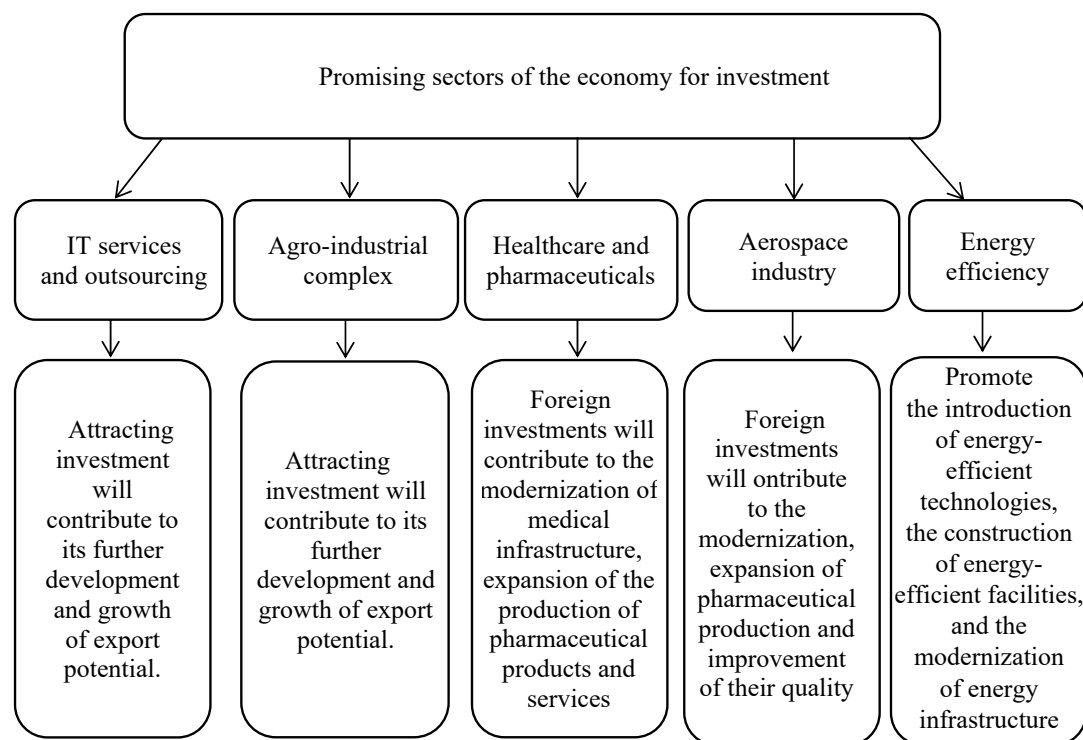 Promising sectors of the economy for investment
IT services
and outsourcing
Agro-industrial
complex
Healthcare and
pharmaceuticals
Aerospace
industry
Energy
efficiency
Attracting
investment
will
contribute to
its further
development
and growth
of export
potential.
Attracting
investment will
contribute to its
further
development and
growth of export
potential.
Foreign
investments will
contribute to the
modernization of
medical
infrastructure,
expansion of the
production of
pharmaceutical
products and
services
Foreign
investments
will ontribute
to the
modernization,
expansion of
pharmaceutical
production and
improvement
of their quality
Promote
the introduction
of energy-
efficient
technologies,
the construction
of energy-
efficient facilities,
and the
modernization
of energy
infrastructure